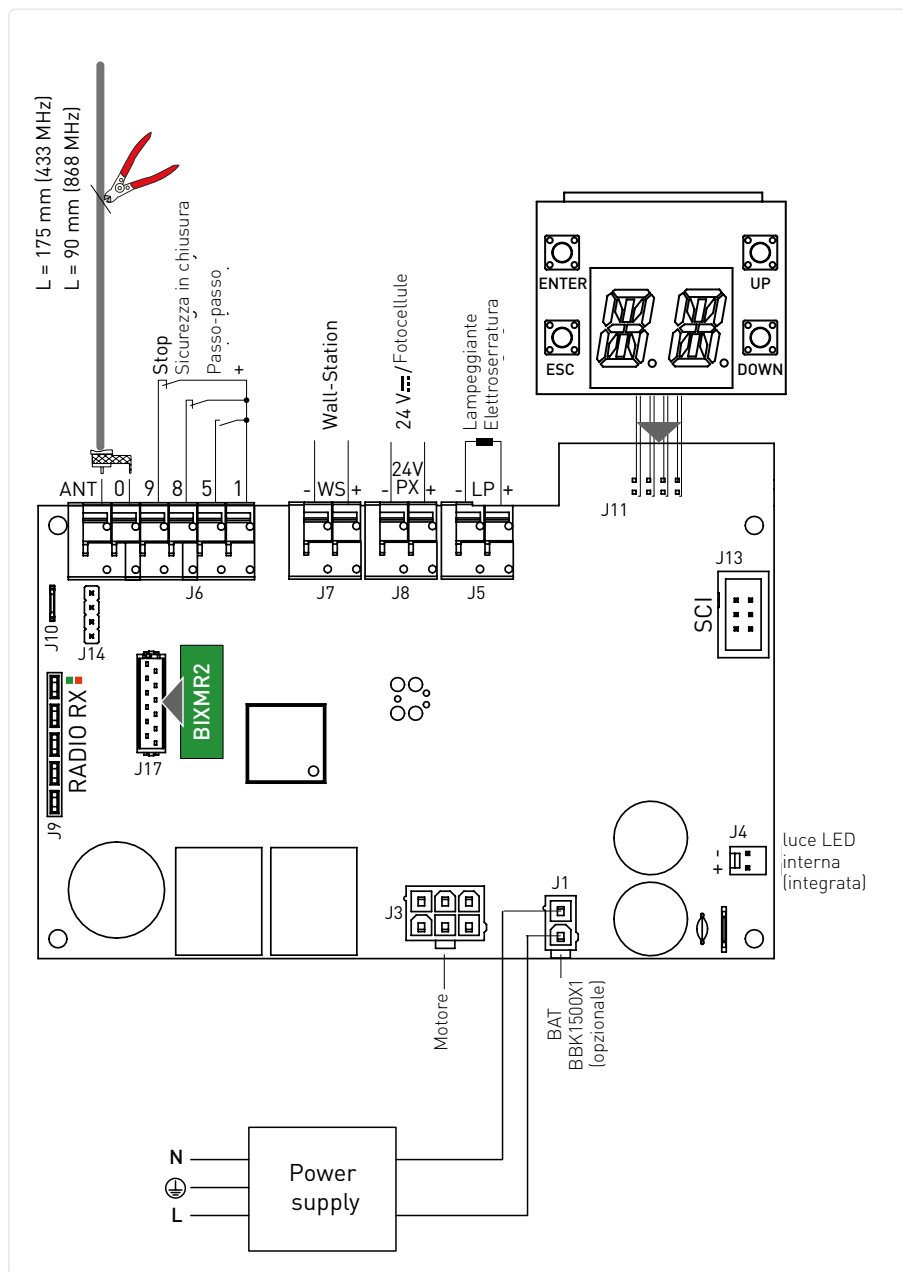 L = 175 mm (433 MHz)
L = 90 mm (868 MHz)
Stop
Sicurezza in chiusura
Passo-passo
+
Wall-Station
24 V⎓/Fotocellule
Lampeggiante
Elettroserratura
ENTER
UP
ESC
DOWN
ANT 0 9 8 5 1
- WS +
24V
- PX +
- LP +
J11
J6
J7
J8
J5
J13
SCI
J10
J14
BIXMR2
RADIO RX
J17
J9
J4
- +
luce LED
interna
(integrata)
J3
J1
Motore
BAT
BBK1500X1
(opzionale)
N
L
Power
supply